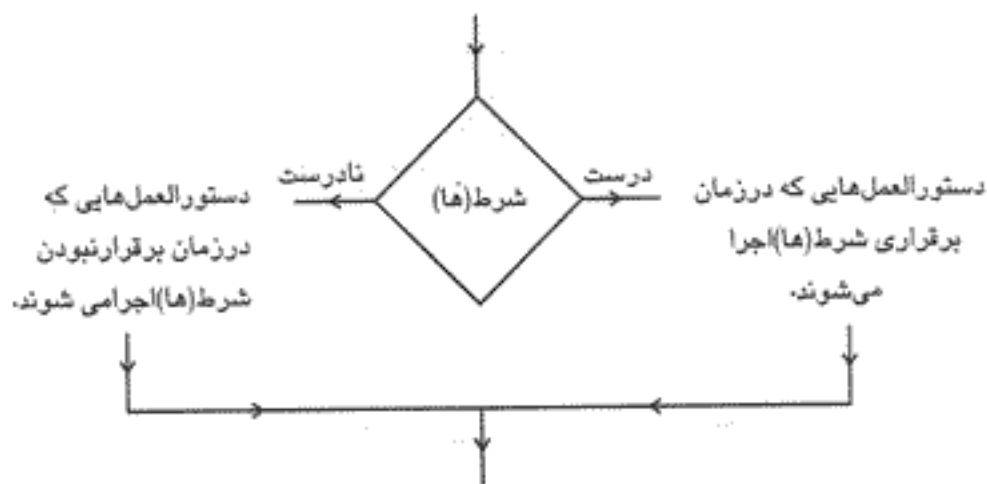 درست
نادرست
شرط(ها)
دستورالعمل‌هایی که درزمان
برقراری شرط(ها)اجرا
می‌شوند.
دستورالعمل‌هایی که
درزمان برقرارنبودن
شرط(ها)اجرامی شوند.